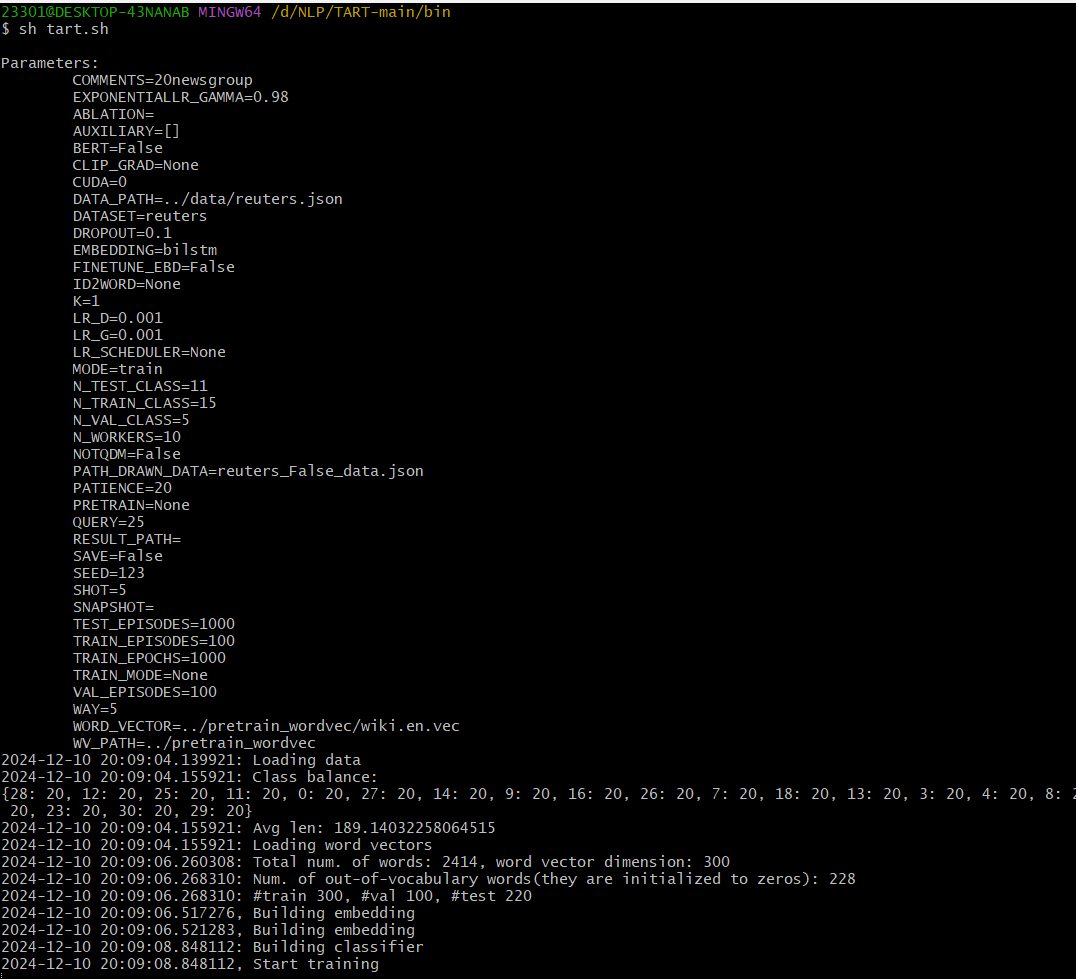 23301@DESKTOP-43NANAB MINGW64 /d/NLP/TART-main/bin
$ sh tart.sh
Parameters:
COMMENTS=20newsgroup
EXPONENTIALLR_GAMMA=0.98
ABLATION=
AUXILIARY=[]
BERT=False
CLIP_GRAD=None
CUDA=0
DATA_PATH=../data/reuters.json
DATASET=reuters
DROPOUT=0.1
EMBEDDING=bilstm
FINETUNE_EBD=False
ID2WORD=None
K=1
LR_D=0.001
LR_G=0.001
LR_SCHEDULER=None
MODE=train
N_TEST_CLASS=11
N_TRAIN_CLASS=15
N_VAL_CLASS=5
N_WORKERS=10
NOTQDM=False
PATH_DRAWN_DATA=reuters_False_data.json
PATIENCE=20
PRETRAIN=None
QUERY=25
RESULT_PATH=
SAVE=False
SEED=123
SHOT=5
SNAPSHOT=
TEST_EPISODES=1000
TRAIN_EPISODES=100
TRAIN_EPOCHS=1000
TRAIN_MODE=None
VAL_EPISODES=100
WAY=5
WORD_VECTOR=../pretrain_wordvec/wiki.en.vec
WV_PATH=../pretrain_wordvec
2024-12-10 20:09:04.139921: Loading data
2024-12-10 20:09:04.155921: Class balance:
{28: 20, 12: 20, 25: 20, 11: 20, 0: 20, 27: 20, 14: 20, 9: 20, 16: 20, 26: 20, 7: 20, 18: 20, 13: 20, 3: 20, 4: 20, 8:
20, 23: 20, 30: 20, 29: 20}
2024-12-10 20:09:04.155921: Avg len: 189.14032258064515
2024-12-10 20:09:04.155921: Loading word vectors
2024-12-10 20:09:06.260308: Total num. of words: 2414, word vector dimension: 300
2024-12-10 20:09:06.268310: Num. of out-of-vocabulary words(they are initialized to zeros): 228
2024-12-10 20:09:06.268310: #train 300, #val 100, #test 220
2024-12-10 20:09:06.517276, Building embedding
2024-12-10 20:09:06.521283, Building embedding
2024-12-10 20:09:08.848112: Building classifier
2024-12-10 20:09:08.848112, Start training